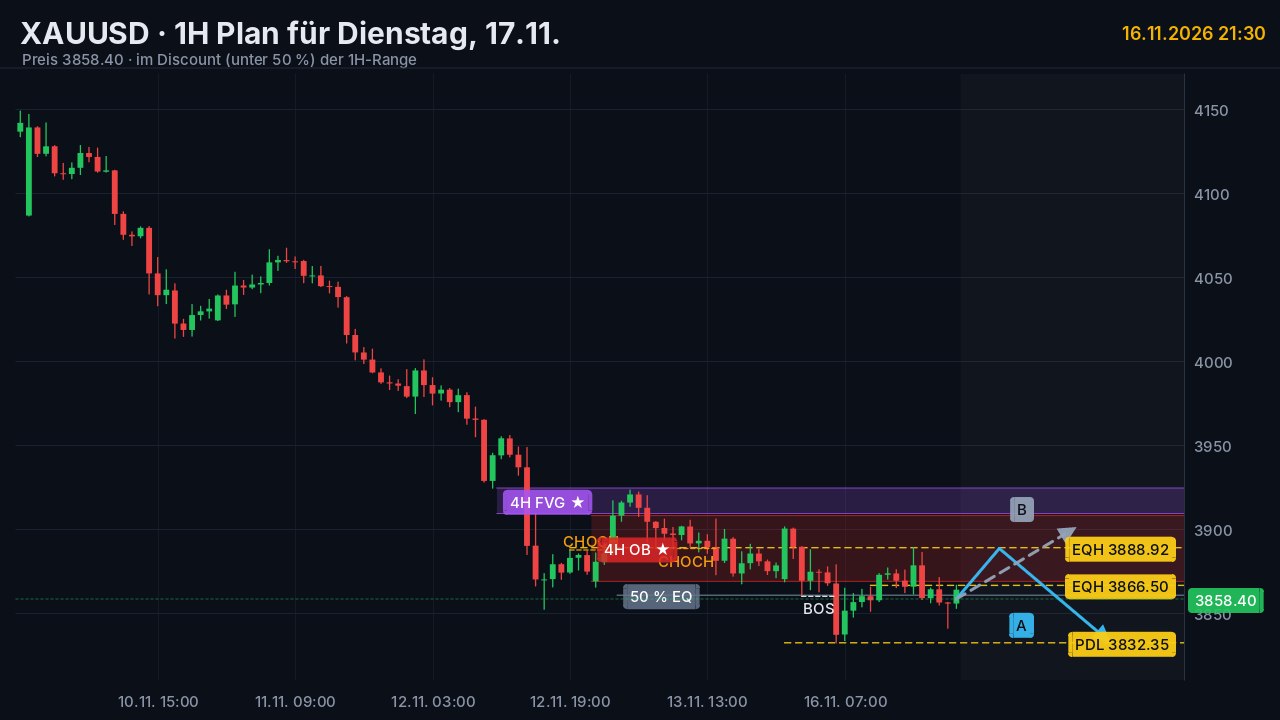 XAUUSD · 1H Plan für Dienstag, 17.11.
16.11.2026 21:30
Preis 3858.40 · im Discount (unter 50 %) der 1H-Range
4150
4100
4050
4000
3950
4H FVG ★
B
3900
CHOCH
4H OB ★
EQH 3888.92
CHOCH
EQH 3866.50
50 % EQ
3858.40
BOS
3850
A
PDL 3832.35
10.11. 15:00
11.11. 09:00
12.11. 03:00
12.11. 19:00
13.11. 13:00
16.11. 07:00